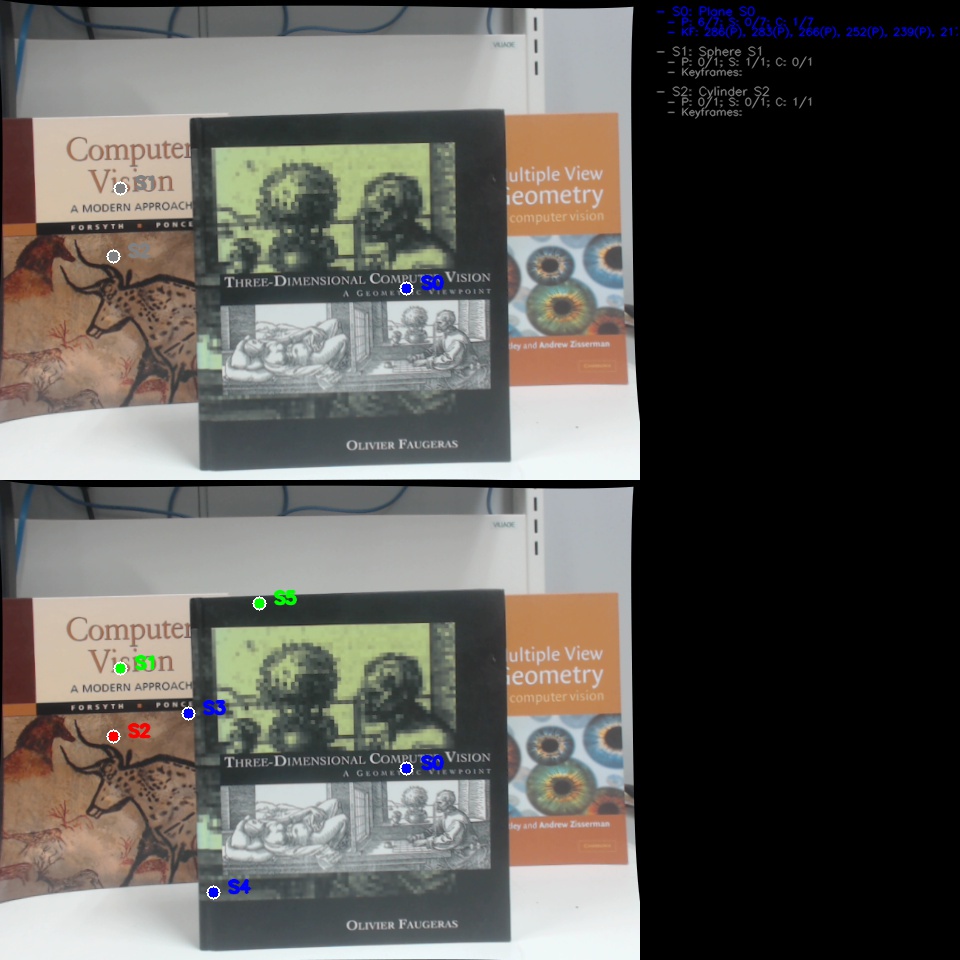 - S0: Plane S0
- P: 6/7; S: 0/7; C: 1/7
- KF: 286(P), 283(P), 266(P), 252(P), 239(P),
- S1: Sphere S1
- P: 0/1; S: 1/1; C: 0/1
- Keyframes:
- S2: Cylinder S2
- P: 0/1; S: 0/1; C: 1/1
- Keyframes:
Computer
Vision
S1
A MODERN APPROACH
FORSYTH PONCE
S2
THREE-DIMENSIONAL COMPUTER VISION
S0
A GEOMETRIC VIEWPOINT
OLIVIER FAUGERAS
ultiple View
Geometry
computer vision
ley and Andrew Zisserman
S5
Computer
Vision
S1
A MODERN APPROACH
FORSYTH PONCE
S3
S2
THREE-DIMENSIONAL COMPUTER VISION
S0
A GEOMETRIC VIEWPOINT
S4
OLIVIER FAUGERAS
ultiple View
Geometry
computer vision
ley and Andrew Zisserman